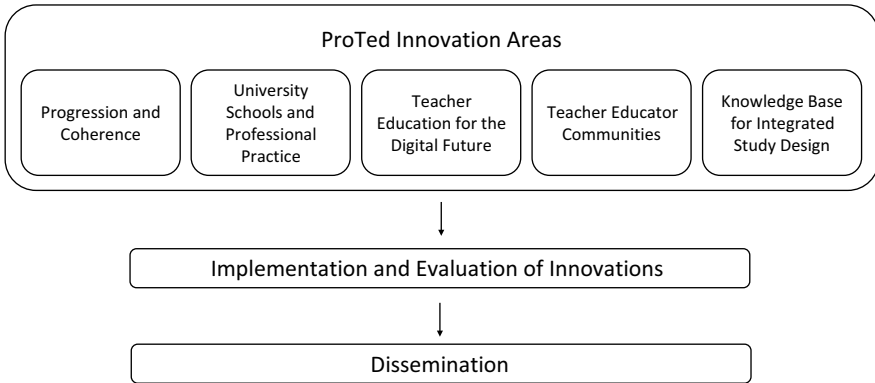 ProTed Innovation Areas
Progression and
Coherence
University
Schools and
Professional
Practice
Teacher
Education for the
Digital Future
Teacher Educator
Communities
Knowledge Base
for Integrated
Study Design
Implementation and Evaluation of Innovations
Dissemination